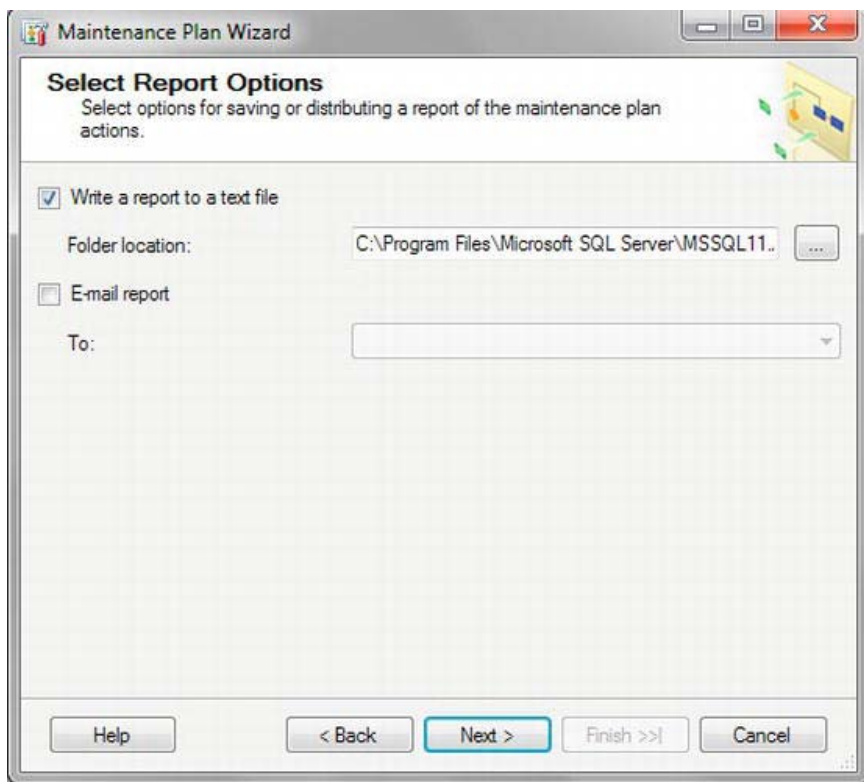 Maintenance Plan Wizard
Select Report Options
Select options for saving or distributing a report of the maintenance plan
actions.
Write a report to a text file
Folder location: C:\Program Files\Microsoft SQL Server\MSSQL11.. ...
E-mail report
To:
Help < Back Next > Finish >>| Cancel